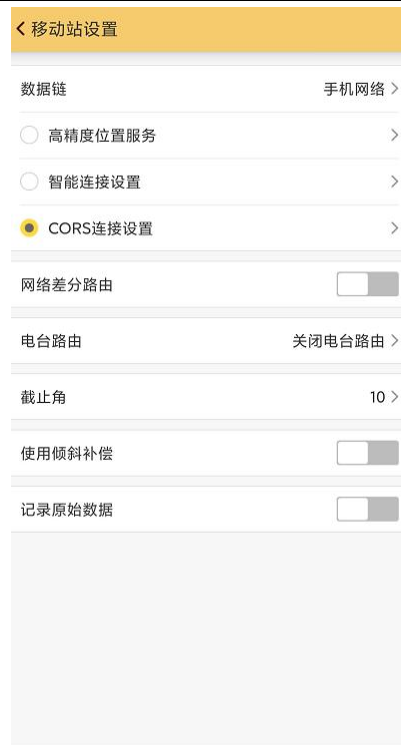 移动站设置
数据链 手机网络
高精度位置服务
智能连接设置
CORS连接设置
网络差分路由
电台路由 关闭电台路由
截止角 10
使用倾斜补偿
记录原始数据